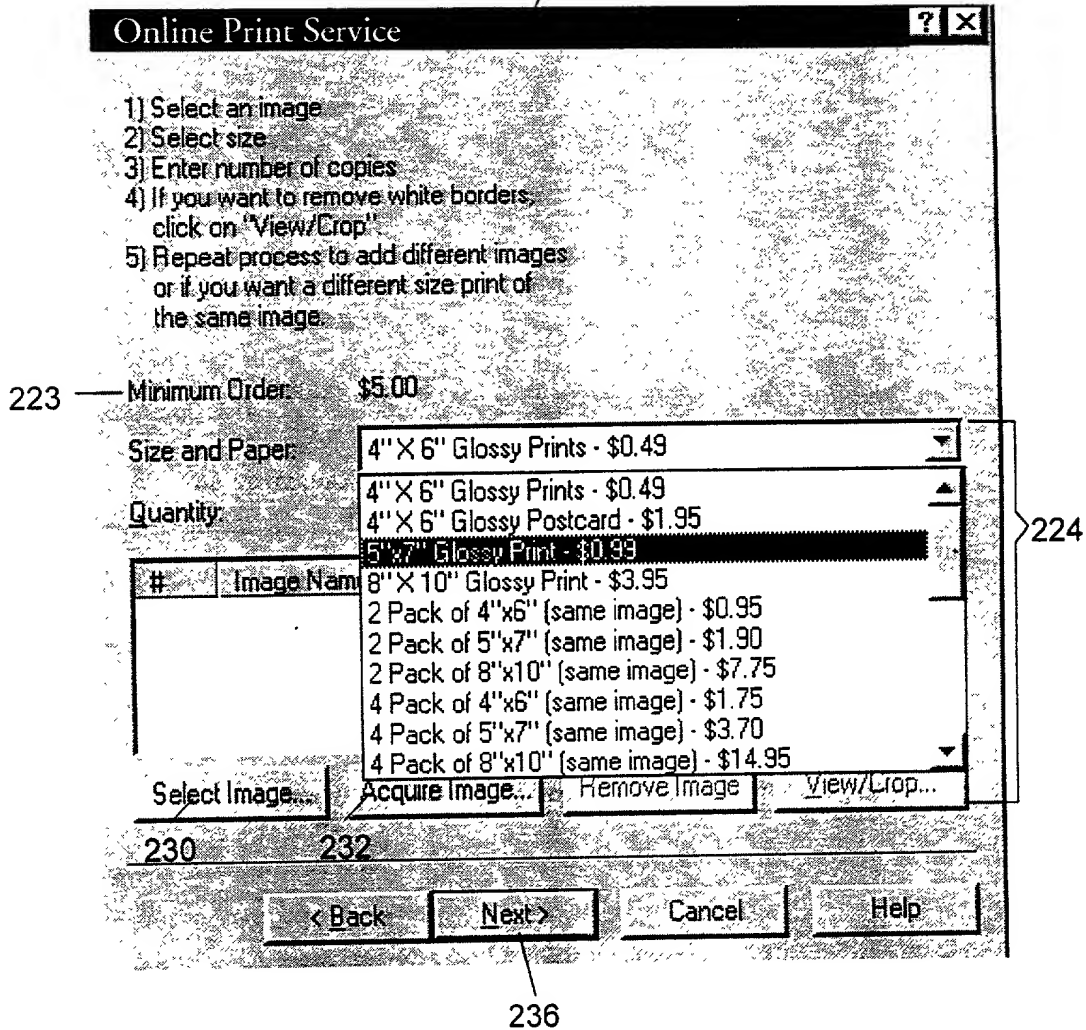 Online Print Service
? X
1) Select an image
2) Select size
3) Enter number of copies
4) If you want to remove white borders,
click on "View/Crop".
5) Repeat process to add different images
or if you want a different size print of
the same image.
223
Minimum Order: $5.00
Size and Paper: 4" X 6" Glossy Prints - $0.49
4" X 6" Glossy Prints - $0.49
Quantity:
4" X 6" Glossy Postcard - $1.95
5"x7" Glossy Print - $0.99
224
# Image Nam
8" X 10" Glossy Print - $3.95
2 Pack of 4"x6" (same image) - $0.95
2 Pack of 5"x7" (same image) - $1.90
2 Pack of 8"x10" (same image) - $7.75
4 Pack of 4"x6" (same image) - $1.75
4 Pack of 5"x7" (same image) - $3.70
4 Pack of 8"x10" (same image) - $14.95
Select Image... Acquire Image... Remove Image View/Crop...
230 232
< Back Next > Cancel Help
236